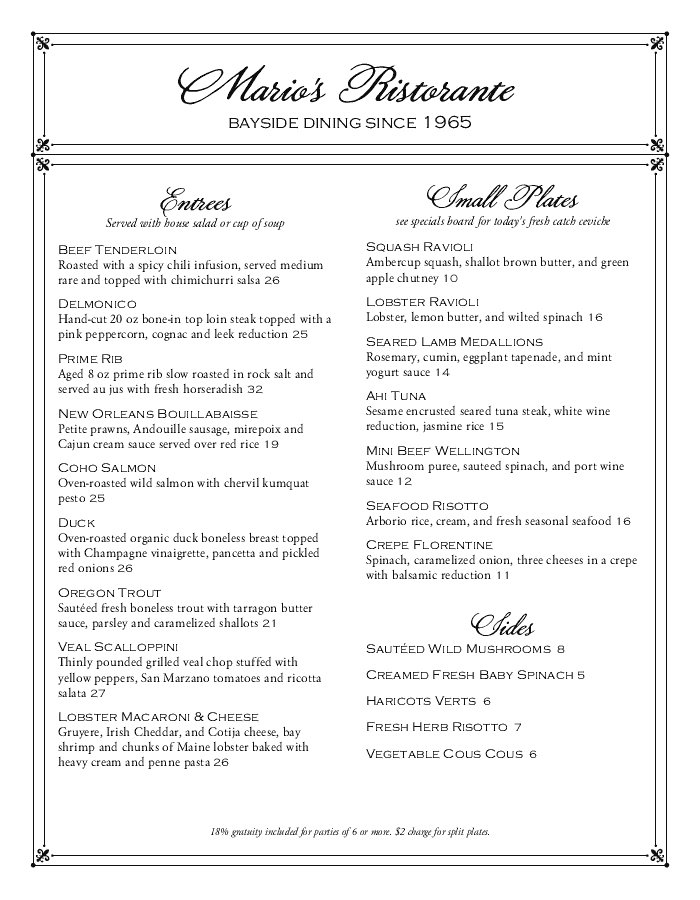 Mario's Ristorante
BAYSIDE DINING SINCE 1965
Entrees
Served with house salad or cup of soup
BEEF TENDERLOIN
Roasted with a spicy chili infusion, served medium
rare and topped with chimichurri salsa 26
DELMONICO
Hand-cut 20 oz bone-in top loin steak topped with a
pink peppercorn, cognac and leek reduction 25
PRIME RIB
Aged 8 oz prime rib slow roasted in rock salt and
served au jus with fresh horseradish 32
NEW ORLEANS BOUILLABAISSE
Petite prawns, Andouille sausage, mirepoix and
Cajun cream sauce served over red rice 19
COHO SALMON
Oven-roasted wild salmon with chervil kumquat
pesto 25
DUCK
Oven-roasted organic duck boneless breast topped
with Champagne vinaigrette, pancetta and pickled
red onions 26
OREGON TROUT
Sautéed fresh boneless trout with tarragon butter
sauce, parsley and caramelized shallots 21
VEAL SCALLOPPINI
Thinly pounded grilled veal chop stuffed with
yellow peppers, San Marzano tomatoes and ricotta
salata 27
LOBSTER MACARONI & CHEESE
Gruyere, Irish Cheddar, and Cotija cheese, bay
shrimp and chunks of Maine lobster baked with
heavy cream and penne pasta 26
Small Plates
see specials board for today's fresh catch ceviche
SQUASH RAVIOLI
Ambercup squash, shallot brown butter, and green
apple chutney 10
LOBSTER RAVIOLI
Lobster, lemon butter, and wilted spinach 16
SEARED LAMB MEDALLIONS
Rosemary, cumin, eggplant tapenade, and mint
yogurt sauce 14
AHI TUNA
Sesame encrusted seared tuna steak, white wine
reduction, jasmine rice 15
MINI BEEF WELLINGTON
Mushroom puree, sauteed spinach, and port wine
sauce 12
SEAFOOD RISOTTO
Arborio rice, cream, and fresh seasonal seafood 16
CREPE FLORENTINE
Spinach, caramelized onion, three cheeses in a crepe
with balsamic reduction 11
Sides
SAUTÉED WILD MUSHROOMS 8
CREAMED FRESH BABY SPINACH 5
HARICOTS VERTS 6
FRESH HERB RISOTTO 7
VEGETABLE COUS COUS 6
18% gratuity included for parties of 6 or more. $2 charge for split plates.